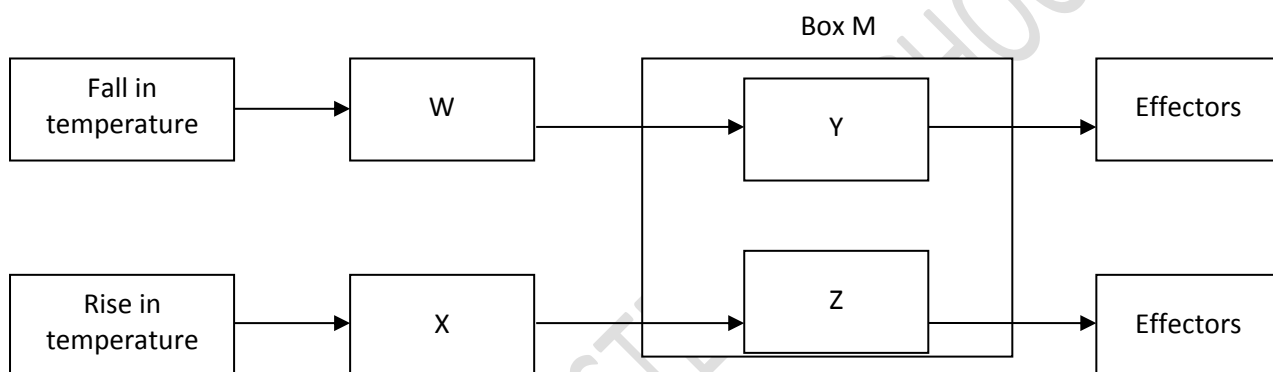 Box M
Fall in
temperature
W
Y
Effectors
Rise in
temperature
X
Z
Effectors